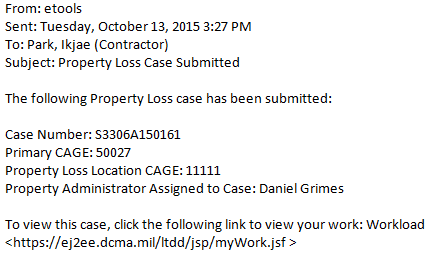 From: etools
Sent: Tuesday, October 13, 2015 3:27 PM
To: Park, Ikjae (Contractor)
Subject: Property Loss Case Submitted
The following Property Loss case has been submitted:
Case Number: S3306A150161
Primary CAGE: 50027
Property Loss Location CAGE: 11111
Property Administrator Assigned to Case: Daniel Grimes
To view this case, click the following link to view your work: Workload
<https://ej2ee.dcma.mil/ltdd/jsp/myWork.jsf >